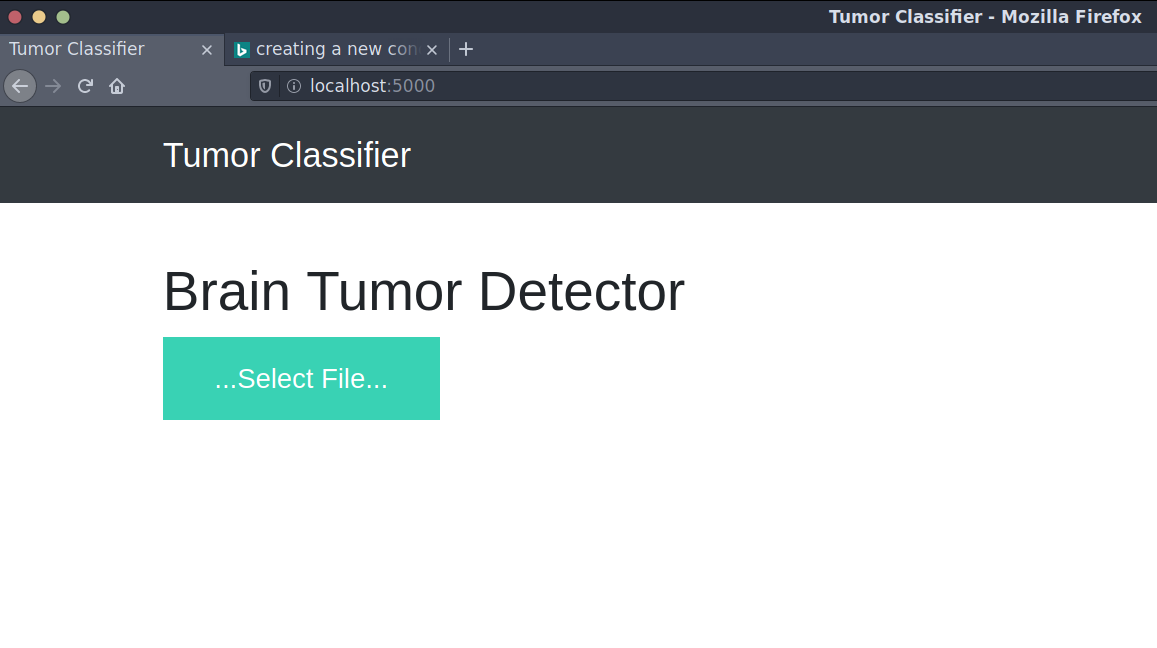 Tumor Classifier - Mozilla Firefox
Tumor Classifier
creating a new con
localhost:5000
Tumor Classifier
Brain Tumor Detector
...Select File...